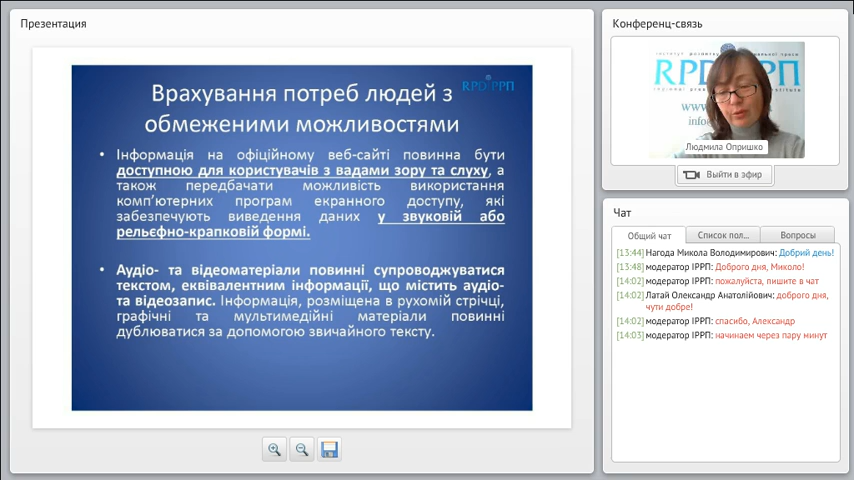 Презентация
RPD ІРРП
Врахування потреб людей з
обмеженими можливостями
• Інформація на офіційному веб-сайті повинна бути
доступною для користувачів з вадами зору та слуху, а
також передбачати можливість використання
комп'ютерних програм екранного доступу, які
забезпечують виведення даних у звуковій або
рельєфно-крапковій формі.
• Аудіо- та відеоматеріали повинні супроводжуватися
текстом, еквівалентним інформації, що містить аудіо-
та відеозапис. Інформація, розміщена в рухомій стрічці,
графічні та мультимедійні матеріали повинні
дублюватися за допомогою звичайного тексту.
Конференц-связь
Людмила Опришко
Выйти в эфир
Чат
Общий чат
Список пол...
Вопросы
[13:44] Нагода Микола Володимирович: Добрий день!
[13:48] модератор ІРРП: Доброго дня, Миколо!
[14:02] модератор ІРРП: пожалуйста, пишите в чат
[14:02] Латай Олександр Анатолійович: доброго дня,
чути добре!
[14:02] модератор ІРРП: спасибо, Александр
[14:03] модератор ІРРП: начинаем через пару минут